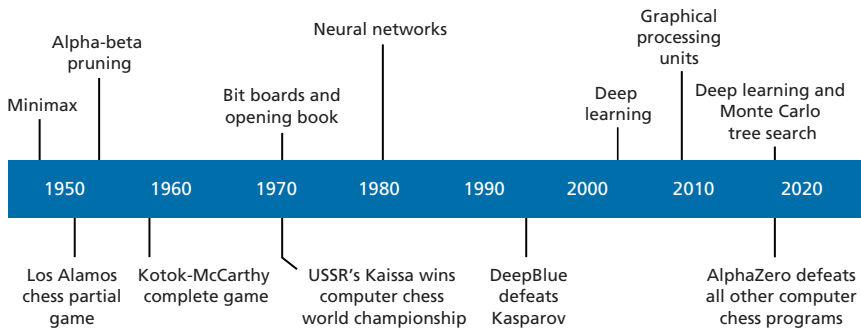 Minimax
Alpha-beta
pruning
Bit boards and
opening book
Neural networks
Deep
learning
Graphical
processing
units
Deep learning and
Monte Carlo
tree search
1950 1960 1970 1980 1990 2000 2010 2020
Los Alamos
chess partial
game
Kotok-McCarthy
complete game
USSR's Kaissa wins
computer chess
world championship
DeepBlue
defeats
Kasparov
AlphaZero defeats
all other computer
chess programs